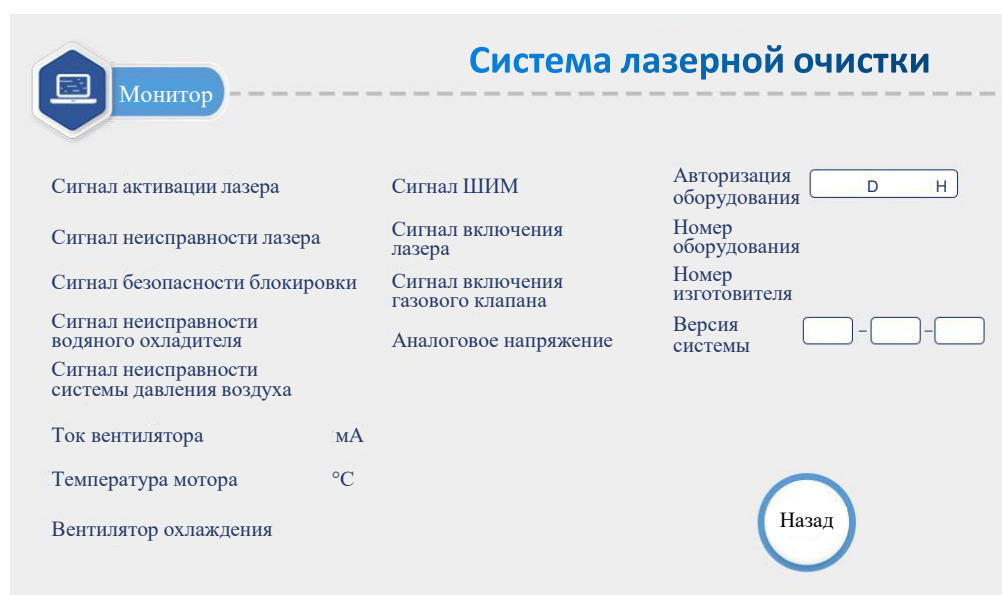 Система лазерной очистки
Монитор
Сигнал активации лазера
Сигнал неисправности лазера
Сигнал безопасности блокировки
Сигнал неисправности
водяного охладителя
Сигнал неисправности
системы давления воздуха
Ток вентилятора мА
Температура мотора °C
Вентилятор охлаждения
Сигнал ШИМ
Сигнал включения
лазера
Сигнал включения
газового клапана
Аналоговое напряжение
Авторизация
оборудования
D H
Номер
оборудования
Номер
изготовителя
Версия
системы
– –
Назад